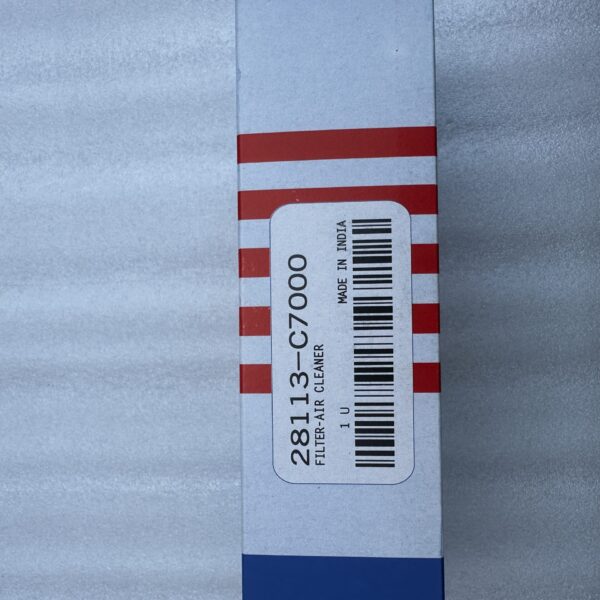 28113-C7000
FILTER-AIR CLEANER
1 U MADE IN INDIA